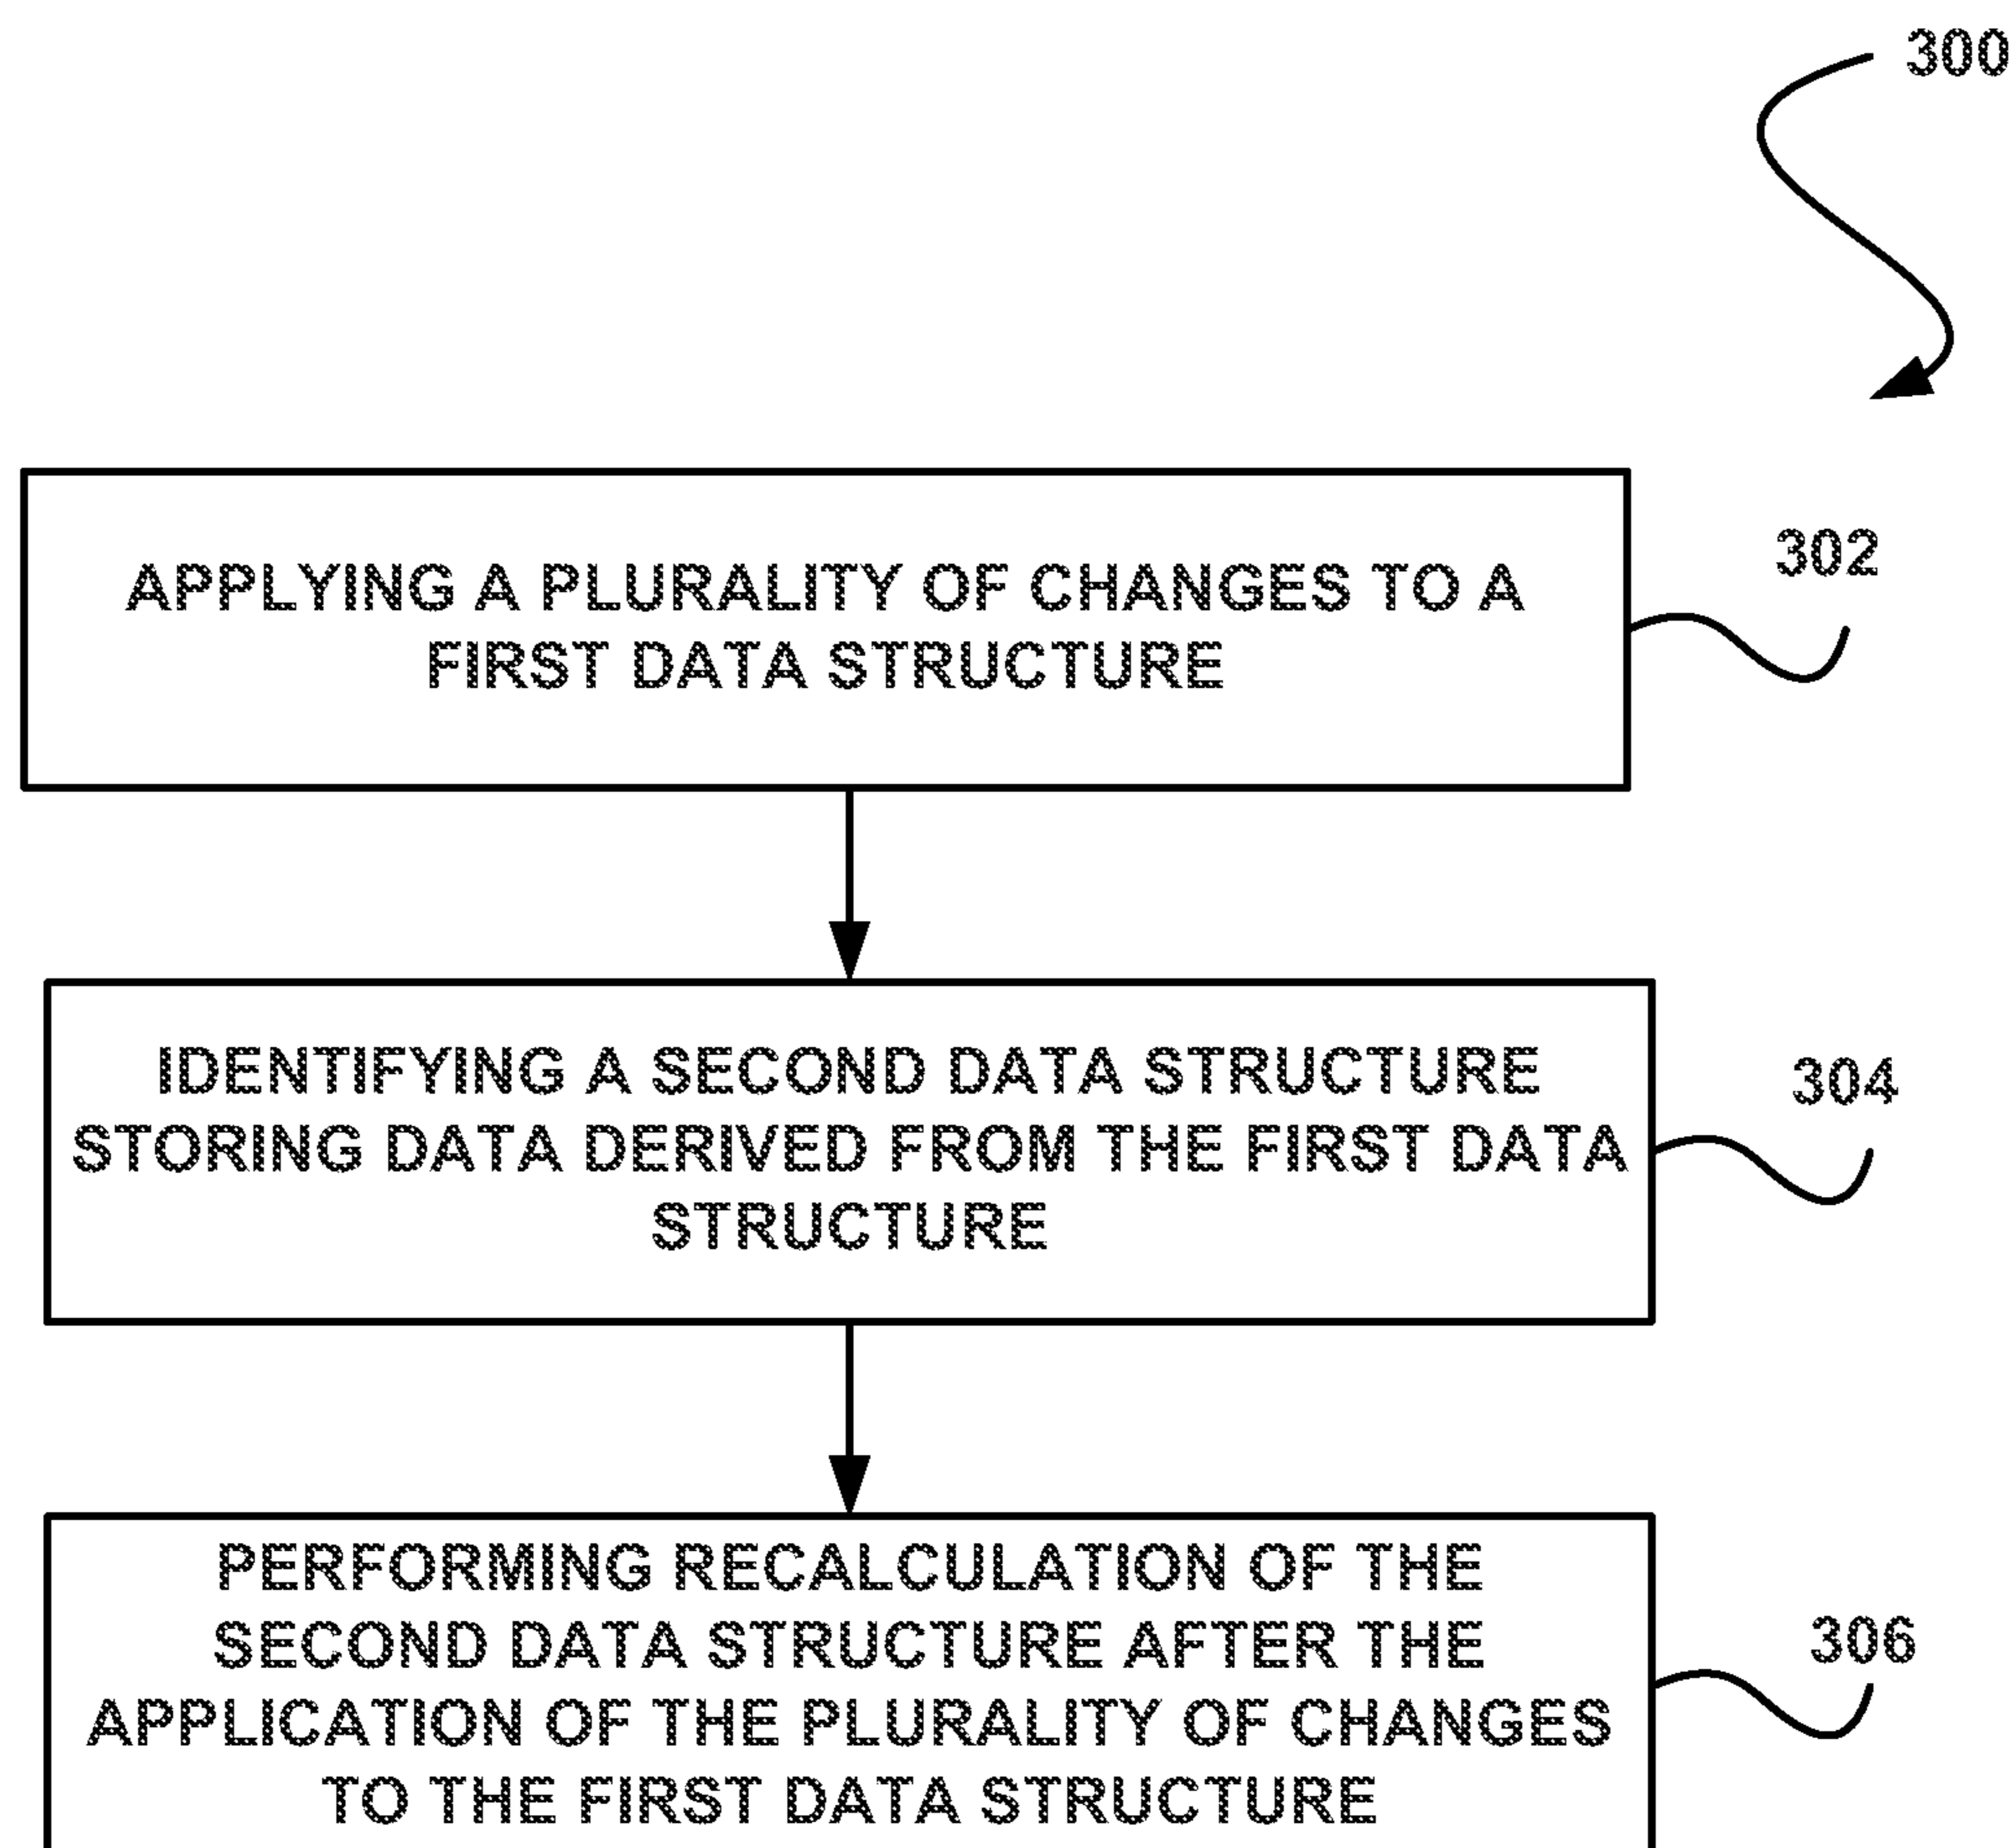 300
APPLYING A PLURALITY OF CHANGES TO A
FIRST DATA STRUCTURE
302
IDENTIFYING A SECOND DATA STRUCTURE
STORING DATA DERIVED FROM THE FIRST DATA
STRUCTURE
304
PERFORMING RECALCULATION OF THE
SECOND DATA STRUCTURE AFTER THE
APPLICATION OF THE PLURALITY OF CHANGES
TO THE FIRST DATA STRUCTURE
306